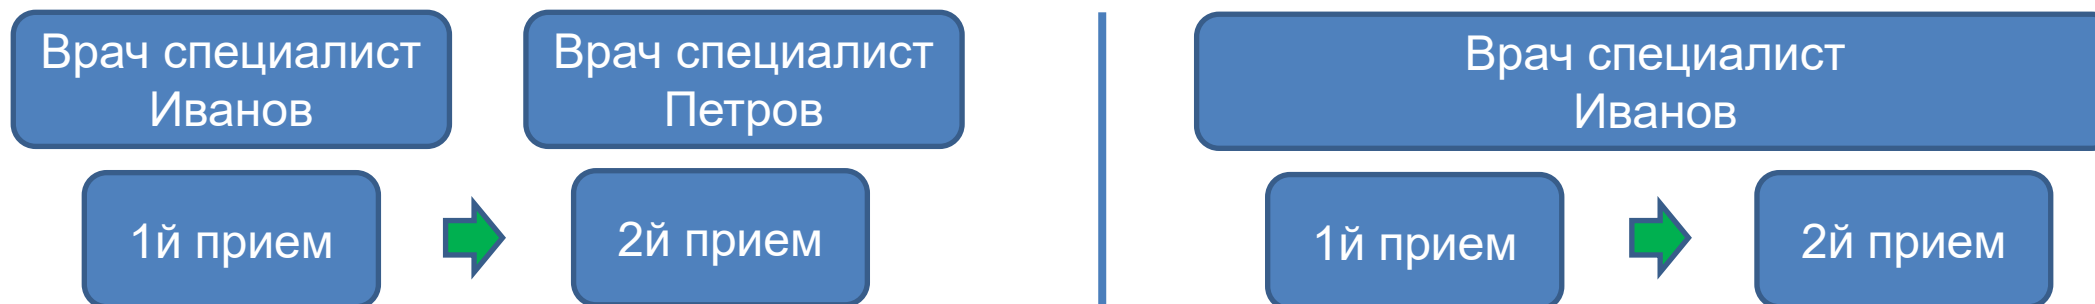 Врач специалист
Иванов
Врач специалист
Петров
1й прием
2й прием
Врач специалист
Иванов
1й прием
2й прием